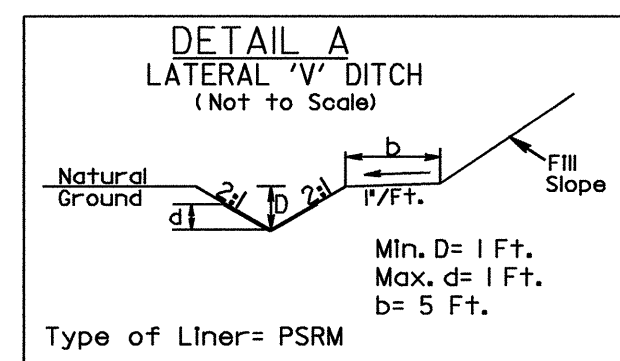 DETAIL A
LATERAL 'V' DITCH
(Not to Scale)
b
Natural
Ground
2:1
D
2:1
1"/Ft.
Fill
Slope
d
Min. D= 1 Ft.
Max. d= 1 Ft.
b= 5 Ft.
Type of Liner= PSRM